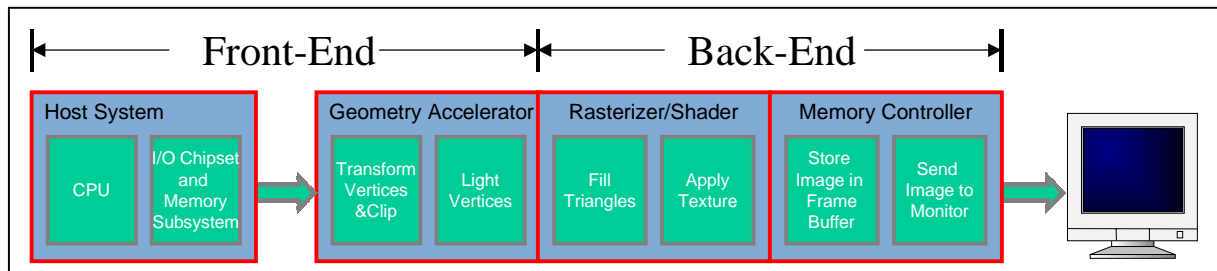 Front-End
Back-End
Host System
CPU
I/O Chipset
and
Memory
Subsystem
Geometry Accelerator
Transform
Vertices
&Clip
Light
Vertices
Rasterizer/Shader
Fill
Triangles
Apply
Texture
Memory Controller
Store
Image in
Frame
Buffer
Send
Image to
Monitor